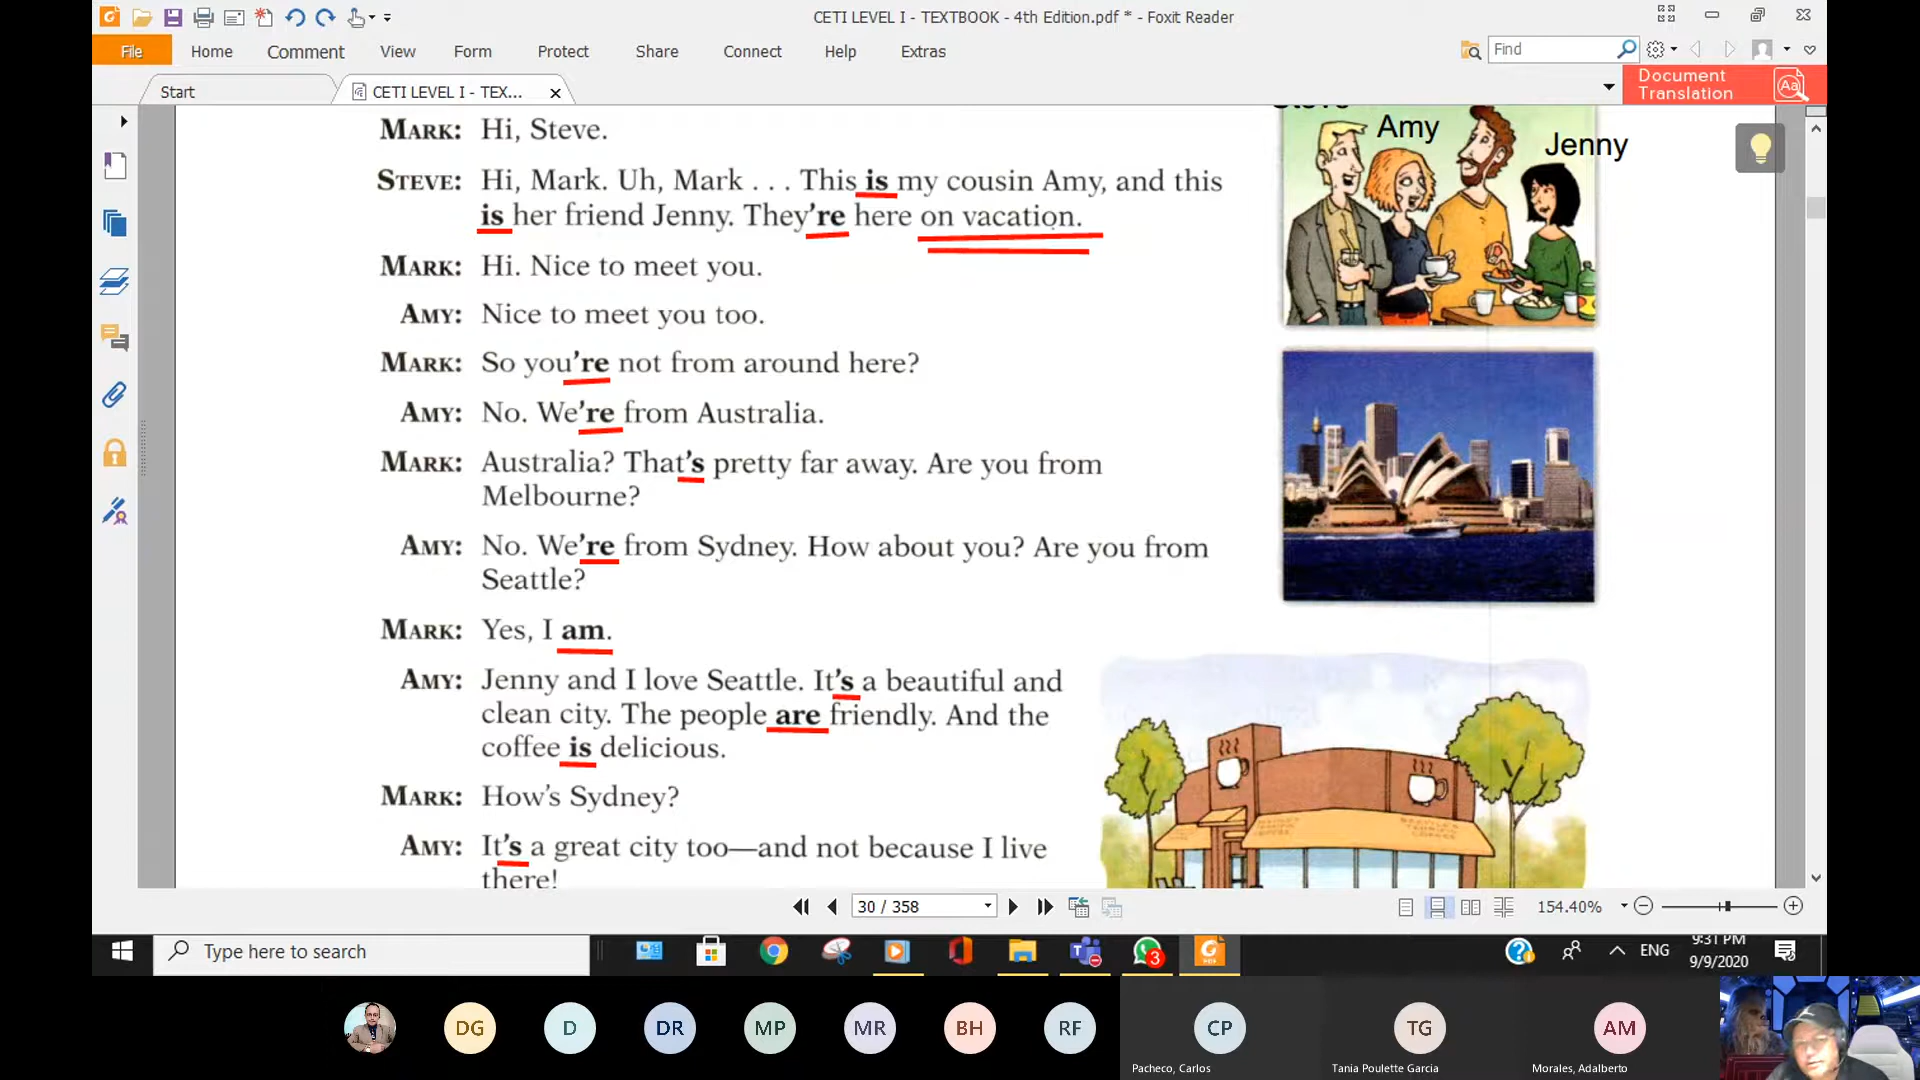 CETI LEVEL I - TEXTBOOK - 4th Edition.pdf * - Foxit Reader
File Home Comment View Form Protect Share Connect Help Extras
Find
Start
CETI LEVEL I - TEX...
Document
Translation
MARK: Hi, Steve.
STEVE: Hi, Mark. Uh, Mark . . . This is my cousin Amy, and this
is her friend Jenny. They're here on vacation.
MARK: Hi. Nice to meet you.
AMY: Nice to meet you too.
MARK: So you're not from around here?
AMY: No. We're from Australia.
MARK: Australia? That's pretty far away. Are you from
Melbourne?
AMY: No. We're from Sydney. How about you? Are you from
Seattle?
MARK: Yes, I am.
AMY: Jenny and I love Seattle. It's a beautiful and
clean city. The people are friendly. And the
coffee is delicious.
MARK: How's Sydney?
AMY: It's a great city too—and not because I live
there!
Steve
Amy
Jenny
30 / 358
154.40%
Type here to search
3
ENG
9:31 PM
9/9/2020
DG
D
DR
MP
MR
BH
RF
CP
Pacheco, Carlos
TG
Tania Poulette Garcia
AM
Morales, Adalberto